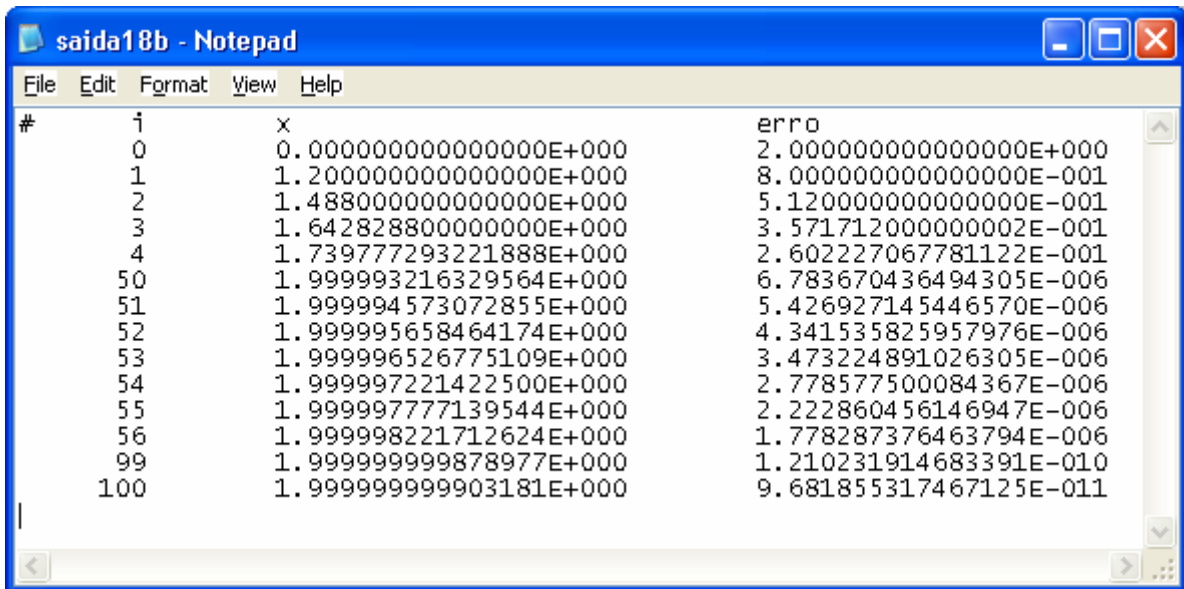 saida18b - Notepad
File Edit Format View Help
# i x erro
0 0.000000000000000E+000 2.000000000000000E+000
1 1.200000000000000E+000 8.000000000000000E-001
2 1.488000000000000E+000 5.120000000000000E-001
3 1.642828800000000E+000 3.571712000000002E-001
4 1.739777293221888E+000 2.602227067781122E-001
50 1.999993216329564E+000 6.783670436494305E-006
51 1.999994573072855E+000 5.426927145446570E-006
52 1.999995658464174E+000 4.341535825957976E-006
53 1.999996526775109E+000 3.473224891026305E-006
54 1.999997221422500E+000 2.778577500084367E-006
55 1.999997777139544E+000 2.222860456146947E-006
56 1.999998221712624E+000 1.778287376463794E-006
99 1.999999999878977E+000 1.210231914683391E-010
100 1.999999999903181E+000 9.681855317467125E-011